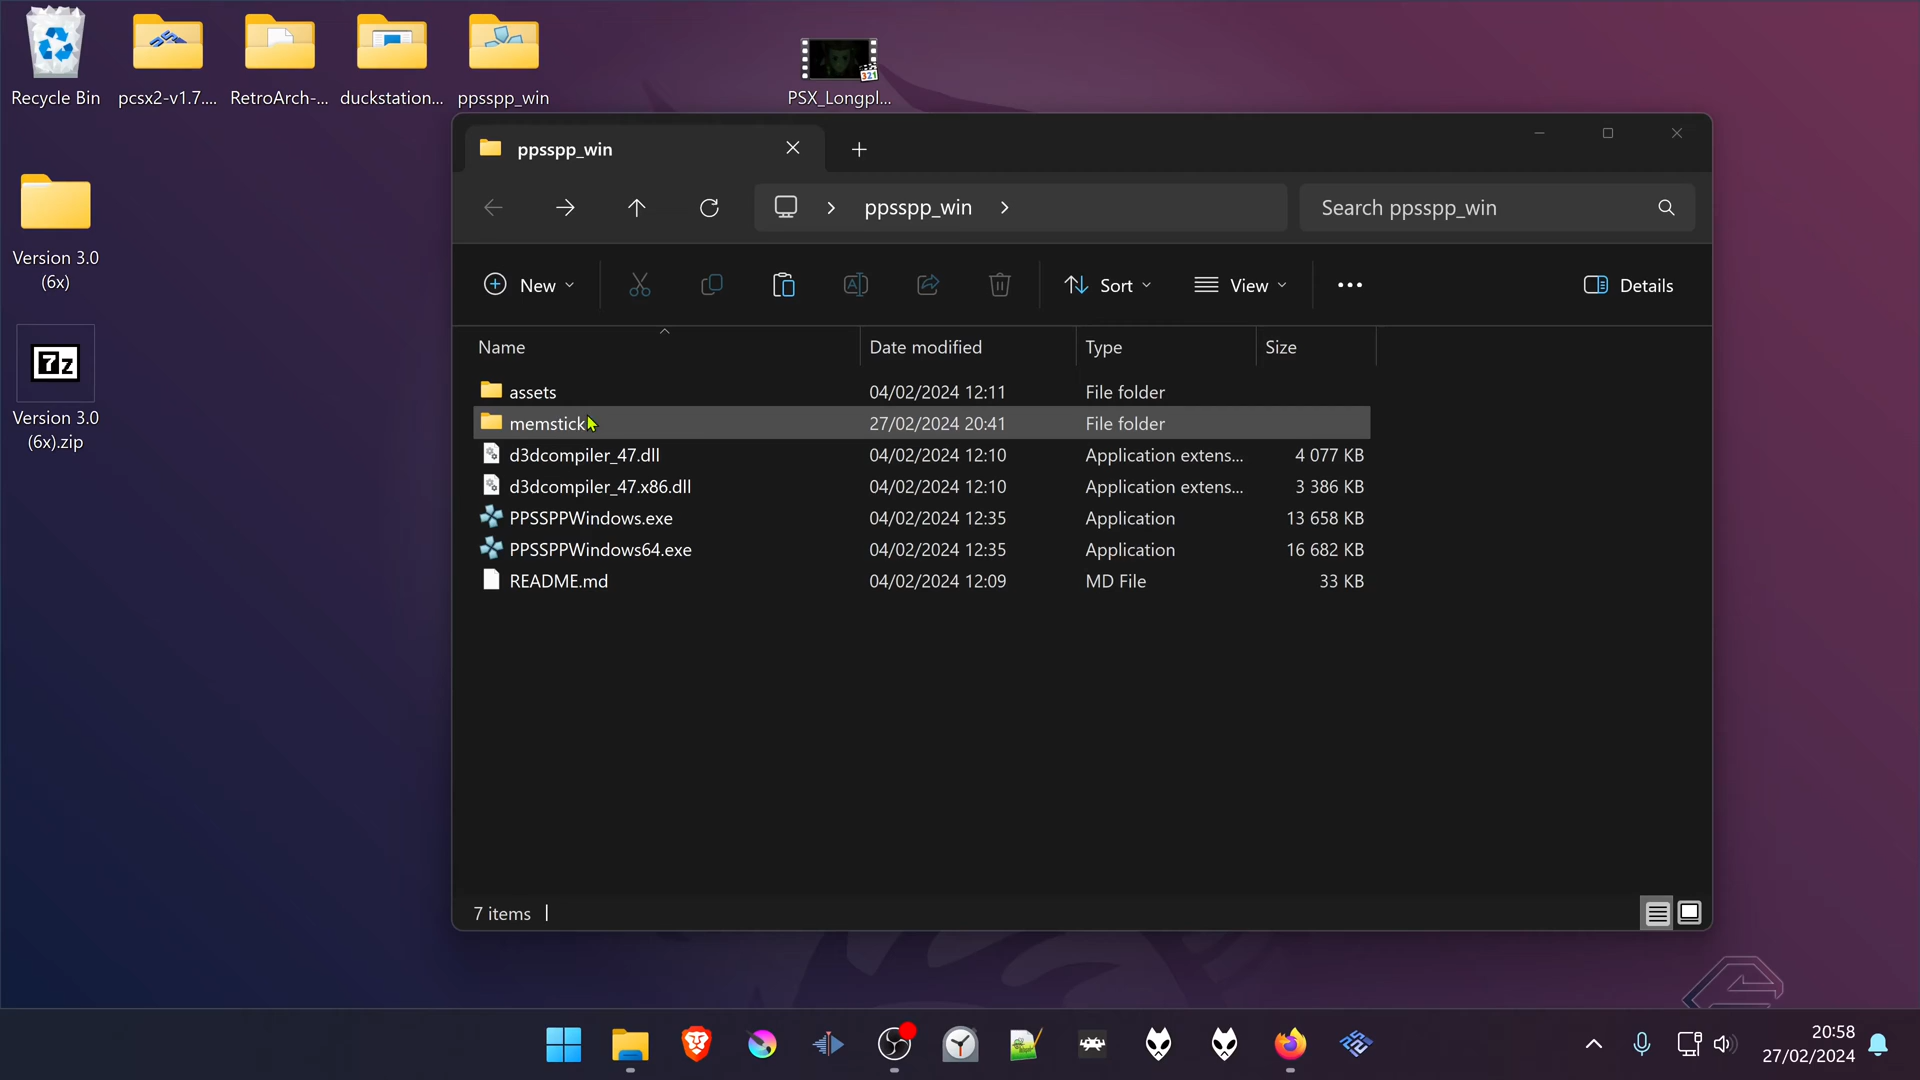 Recycle Bin
pcsx2-v1.7....
RetroArch-...
duckstation...
ppsspp_win
321
PSX_Longpl...
Version 3.0
(6x)
7z
Version 3.0
(6x).zip
ppsspp_win
ppsspp_win
Search ppsspp_win
New
Sort
View
Details
Name
Date modified
Type
Size
assets
04/02/2024 12:11
File folder
memstick
27/02/2024 20:41
File folder
d3dcompiler_47.dll
04/02/2024 12:10
Application extens...
4 077 KB
d3dcompiler_47.x86.dll
04/02/2024 12:10
Application extens...
3 386 KB
PPSSPPWindows.exe
04/02/2024 12:35
Application
13 658 KB
PPSSPPWindows64.exe
04/02/2024 12:35
Application
16 682 KB
README.md
04/02/2024 12:09
MD File
33 KB
7 items
20:58
27/02/2024